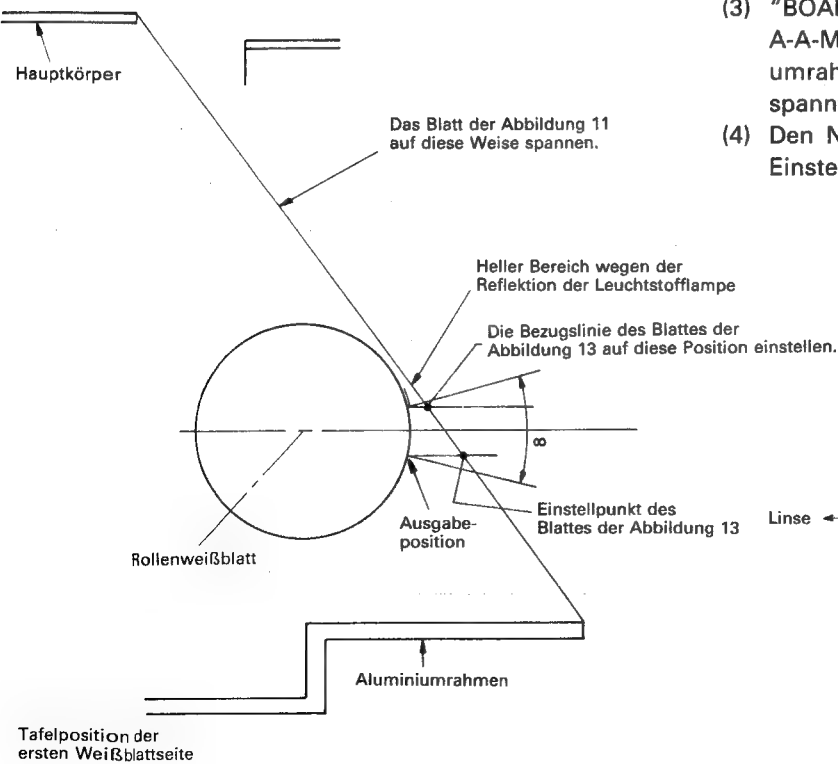 (3) "BOAR
A-A-M
umrah
spann
(4) Den N
Einste
Hauptkörper
Das Blatt der Abbildung 11
auf diese Weise spannen.
Heller Bereich wegen der
Reflektion der Leuchtstofflampe
Die Bezugslinie des Blattes der
Abbildung 13 auf diese Position einstellen.
8
Einstellpunkt des
Blattes der Abbildung 13
Linse
Ausgabe-
position
Rollenweißblatt
Aluminiumrahmen
Tafelposition der
ersten Weißblattseite